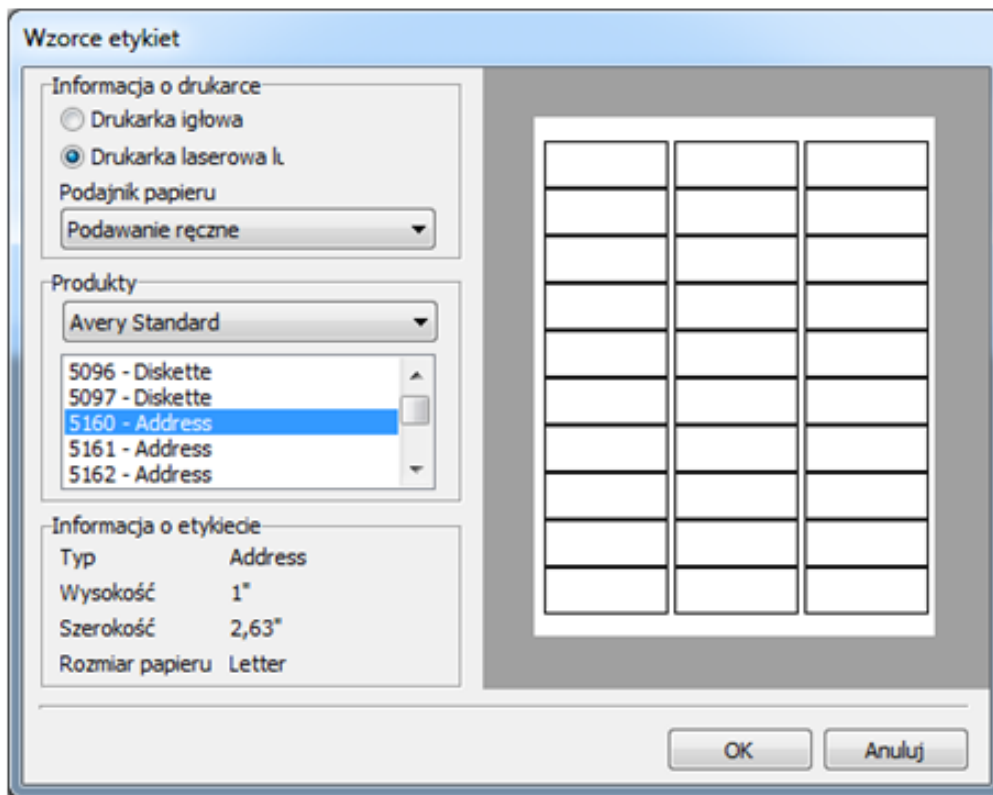 Wzorce etykiet
Informacja o drukarce
Drukarka igłowa
Drukarka laserowa lu
Podajnik papieru
Podawanie ręczne
Produkty
Avery Standard
5096 - Diskette
5097 - Diskette
5160 - Address
5161 - Address
5162 - Address
Informacja o etykiecie
Typ Address
Wysokość 1"
Szerokość 2,63"
Rozmiar papieru Letter
OK Anuluj